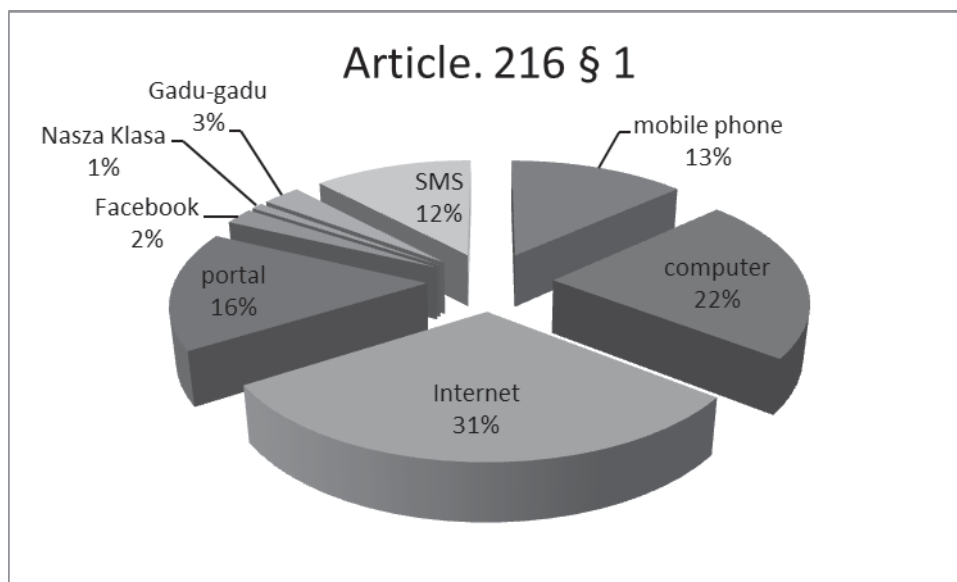 Article. 216 § 1
Gadu-gadu
3%
Nasza Klasa
1%
Facebook
2%
portal
16%
SMS
12%
mobile phone
13%
computer
22%
Internet
31%